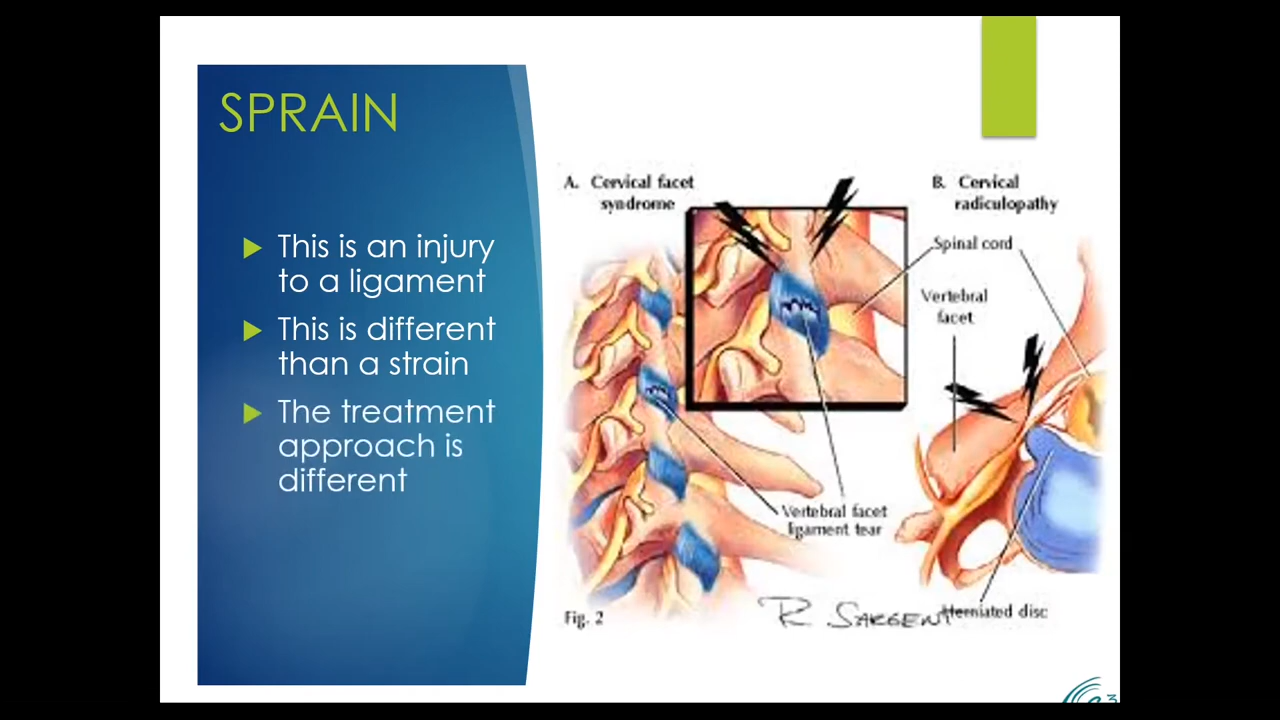 SPRAIN
This is an injury
to a ligament
This is different
than a strain
The treatment
approach is
different
A. Cervical facet
syndrome
B. Cervical
radiculopathy
Spinal cord
Vertebral
facet
Vertebral facet
ligament tear
Fig. 2
R. SARGENT
Herniated disc
3